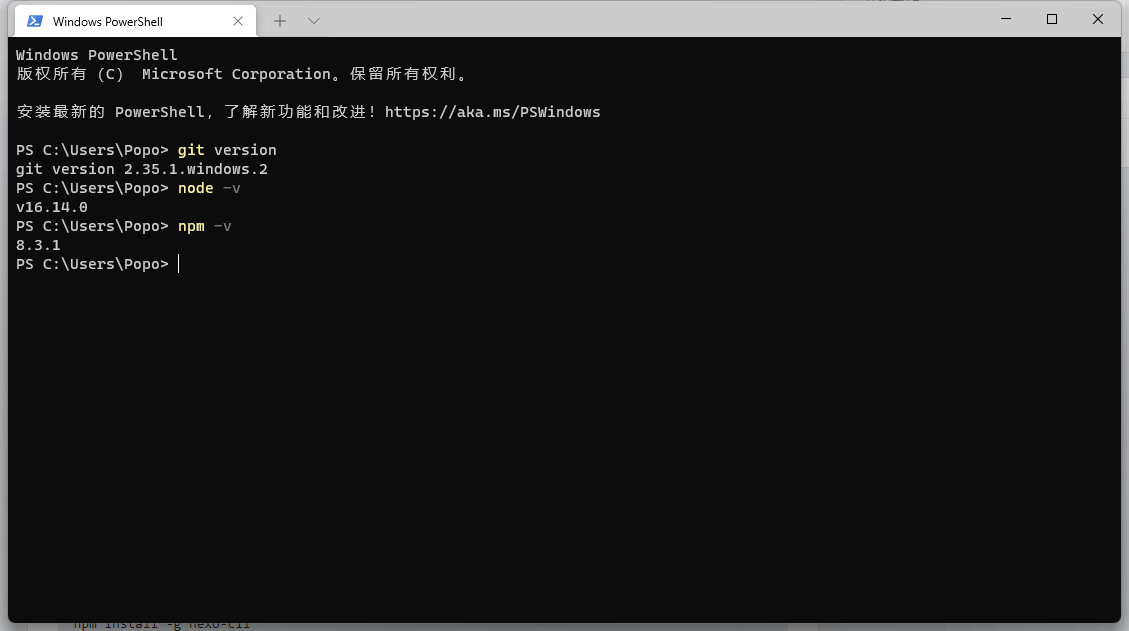 Windows PowerShell
Windows PowerShell
版权所有 (C) Microsoft Corporation。保留所有权利。
安装最新的 PowerShell，了解新功能和改进！https://aka.ms/PSWindows
PS C:\Users\Popo> git version
git version 2.35.1.windows.2
PS C:\Users\Popo> node -v
v16.14.0
PS C:\Users\Popo> npm -v
8.3.1
PS C:\Users\Popo>
npm install -g hexo-cli